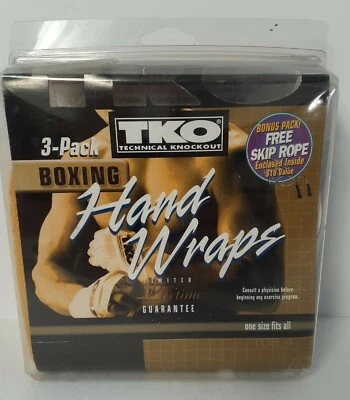 TKO
TECHNICAL KNOCKOUT
3-Pack
BOXING
Hand
Wraps
BONUS PACK!
FREE
SKIP ROPE
Enclosed Inside
$10 Value
LIMITED
Lifetime
GUARANTEE
Consult a physician before
beginning any exercise program.
one size fits all